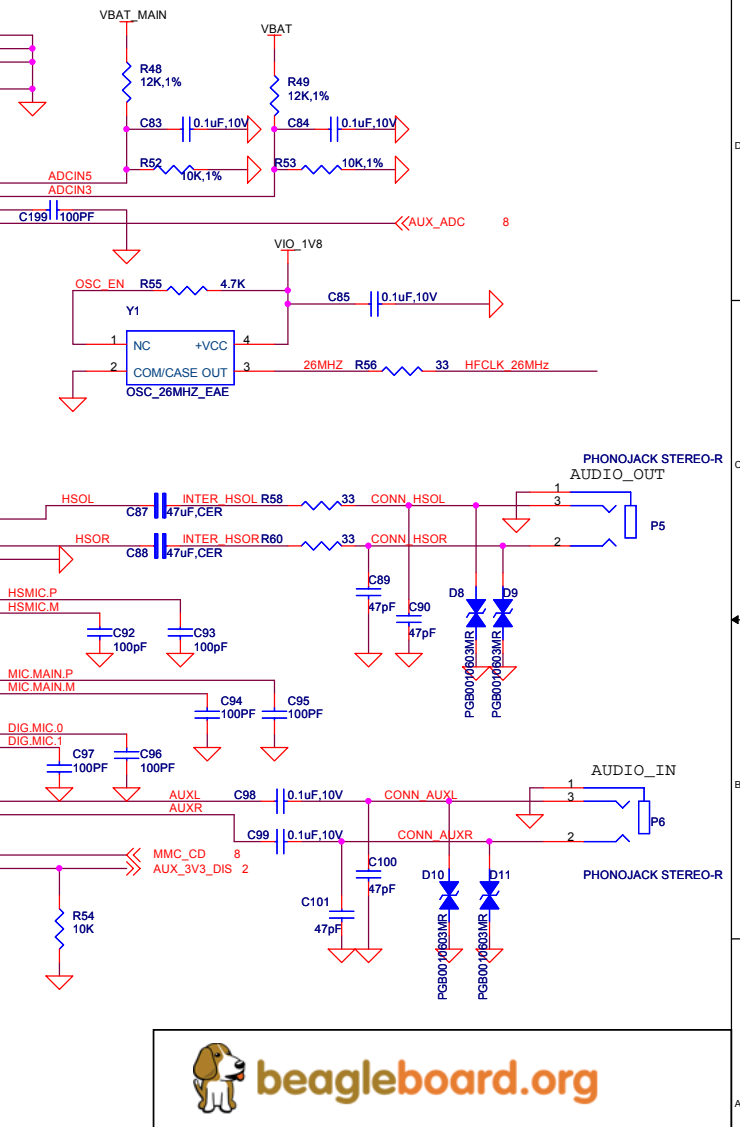 VBAT_MAIN
VBAT
R48
12K,1%
R49
12K,1%
C83
0.1uF,10V
C84
0.1uF,10V
R52
10K,1%
R53
10K,1%
ADCIN5
ADCIN3
C199
100PF
AUX_ADC
8
VIO_1V8
OSC_EN
R55
4.7K
C85
0.1uF,10V
Y1
1
NC
+VCC
4
2
COM/CASE OUT
3
OSC_26MHZ_EAE
26MHZ
R56
33
HFCLK_26MHz
PHONOJACK STEREO-R
AUDIO_OUT
1
3
2
P5
HSOL
C87
47uF,CER
INTER_HSOL
R58
33
CONN_HSOL
HSOR
C88
47uF,CER
INTER_HSOR
R60
33
CONN_HSOR
C89
47pF
C90
47pF
D8
D9
PGB0010603MR
PGB0010603MR
HSMIC.P
HSMIC.M
C92
100pF
C93
100pF
MIC.MAIN.P
MIC.MAIN.M
C94
100PF
C95
100PF
DIG.MIC.0
DIG.MIC.1
C97
100PF
C96
100PF
AUDIO_IN
1
3
2
P6
PHONOJACK STEREO-R
AUXL
AUXR
C98
0.1uF,10V
CONN_AUXL
C99
0.1uF,10V
CONN_AUXR
MMC_CD
8
AUX_3V3_DIS
2
C100
47pF
C101
47pF
D10
D11
PGB0010603MR
PGB0010603MR
R54
10K
D
C
B
A
beagleboard.org